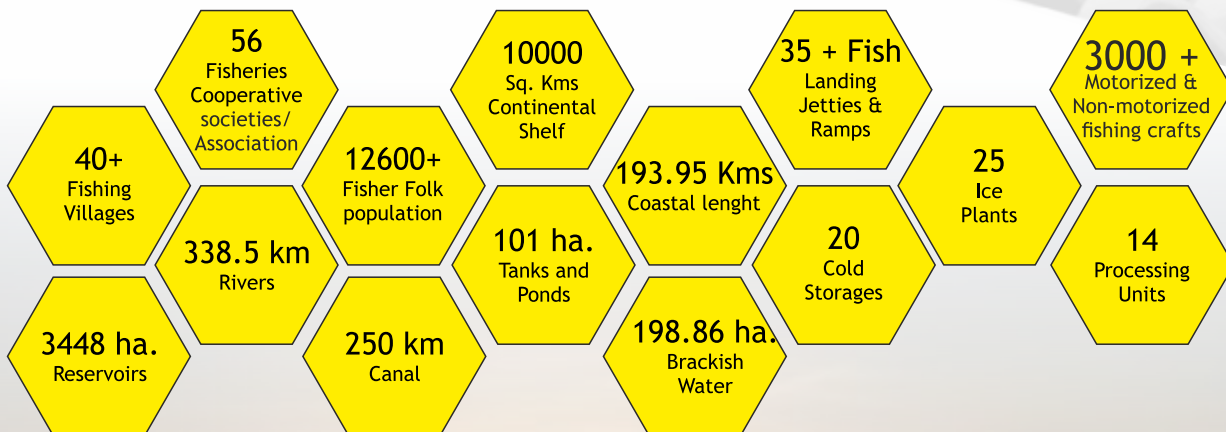 56
Fisheries
Cooperative
societies/
Association
10000
Sq. Kms
Continental
Shelf
35 + Fish
Landing
Jetties &
Ramps
3000 +
Motorized &
Non-motorized
fishing crafts
40+
Fishing
Villages
12600+
Fisher Folk
population
193.95 Kms
Coastal lenght
25
Ice
Plants
338.5 km
Rivers
101 ha.
Tanks and
Ponds
20
Cold
Storages
14
Processing
Units
3448 ha.
Reservoirs
250 km
Canal
198.86 ha.
Brackish
Water